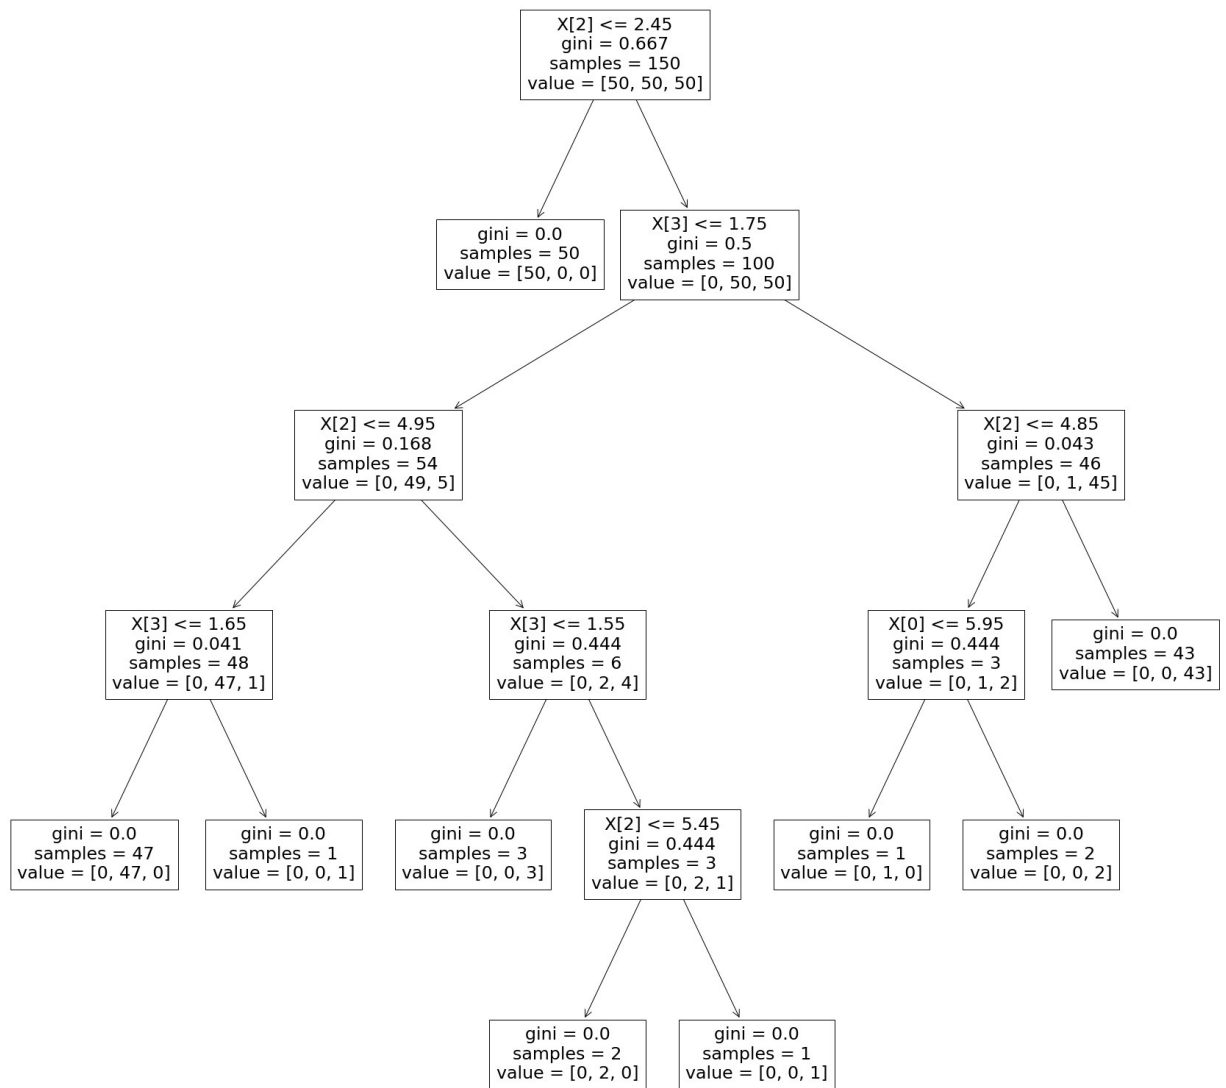 X[2] <= 2.45
gini = 0.667
samples = 150
value = [50, 50, 50]
gini = 0.0
samples = 50
value = [50, 0, 0]
X[3] <= 1.75
gini = 0.5
samples = 100
value = [0, 50, 50]
X[2] <= 4.95
gini = 0.168
samples = 54
value = [0, 49, 5]
X[2] <= 4.85
gini = 0.043
samples = 46
value = [0, 1, 45]
X[3] <= 1.65
gini = 0.041
samples = 48
value = [0, 47, 1]
X[3] <= 1.55
gini = 0.444
samples = 6
value = [0, 2, 4]
X[0] <= 5.95
gini = 0.444
samples = 3
value = [0, 1, 2]
gini = 0.0
samples = 43
value = [0, 0, 43]
gini = 0.0
samples = 47
value = [0, 47, 0]
gini = 0.0
samples = 1
value = [0, 0, 1]
gini = 0.0
samples = 3
value = [0, 0, 3]
X[2] <= 5.45
gini = 0.444
samples = 3
value = [0, 2, 1]
gini = 0.0
samples = 1
value = [0, 1, 0]
gini = 0.0
samples = 2
value = [0, 0, 2]
gini = 0.0
samples = 2
value = [0, 2, 0]
gini = 0.0
samples = 1
value = [0, 0, 1]